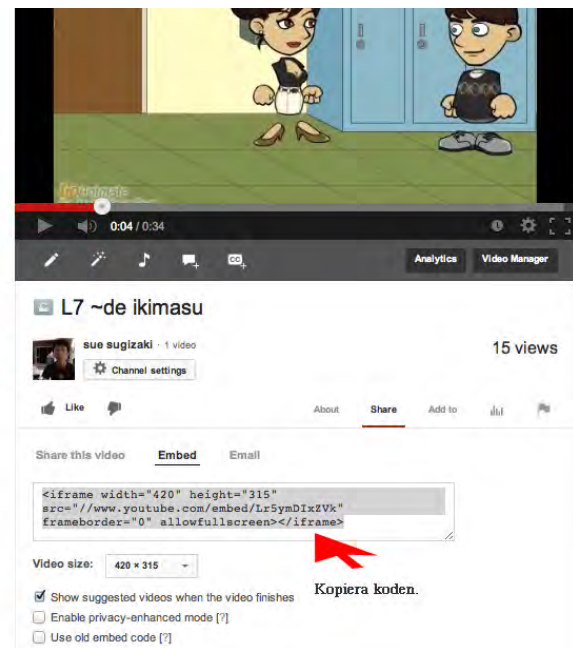 GoAnimate
0:04 / 0:34
CC
Analytics
Video Manager
L7 ~de ikimasu
sue sugizaki · 1 video
15 views
Channel settings
Like
About
Share
Add to
Share this video
Embed
Email
<iframe width="420" height="315"
src="//www.youtube.com/embed/Lr5ymDIxZVk"
frameborder="0" allowfullscreen></iframe>
Video size:
420 × 315
Kopiera koden.
Show suggested videos when the video finishes
Enable privacy-enhanced mode [?]
Use old embed code [?]